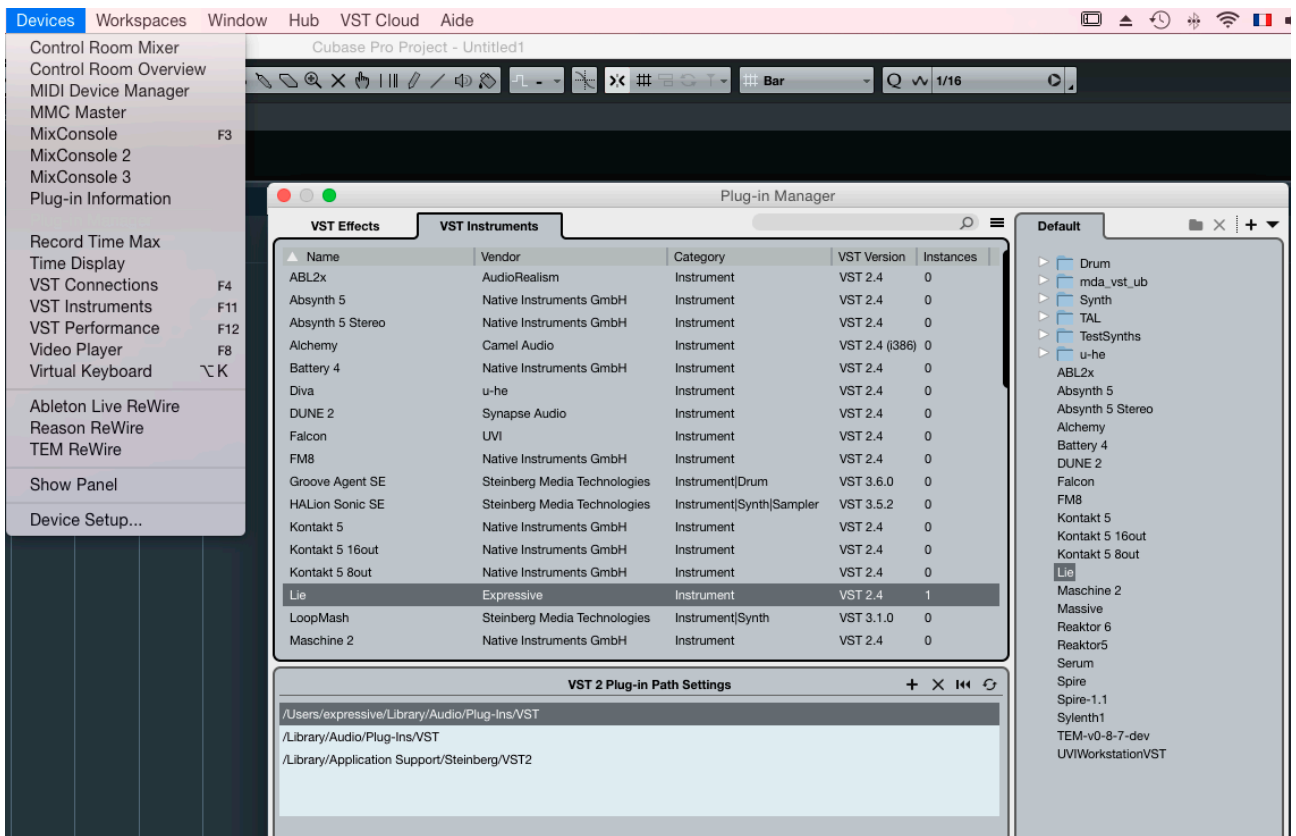 Devices Workspaces Window Hub VST Cloud Aide
Cubase Pro Project - Untitled1
Bar
Q 1/16
Control Room Mixer
Control Room Overview
MIDI Device Manager
MMC Master
MixConsole F3
MixConsole 2
MixConsole 3
Plug-in Information
Record Time Max
Time Display
VST Connections F4
VST Instruments F11
VST Performance F12
Video Player F8
Virtual Keyboard ⌥ K
Ableton Live ReWire
Reason ReWire
TEM ReWire
Show Panel
Device Setup...
Plug-in Manager
VST Effects VST Instruments
Name Vendor Category VST Version Instances
ABL2x AudioRealism Instrument VST 2.4 0
Absynth 5 Native Instruments GmbH Instrument VST 2.4 0
Absynth 5 Stereo Native Instruments GmbH Instrument VST 2.4 0
Alchemy Camel Audio Instrument VST 2.4 (i386) 0
Battery 4 Native Instruments GmbH Instrument VST 2.4 0
Diva u-he Instrument VST 2.4 0
DUNE 2 Synapse Audio Instrument VST 2.4 0
Falcon UVI Instrument VST 2.4 0
FM8 Native Instruments GmbH Instrument VST 2.4 0
Groove Agent SE Steinberg Media Technologies Instrument|Drum VST 3.6.0 0
HALion Sonic SE Steinberg Media Technologies Instrument|Synth|Sampler VST 3.5.2 0
Kontakt 5 Native Instruments GmbH Instrument VST 2.4 0
Kontakt 5 16out Native Instruments GmbH Instrument VST 2.4 0
Kontakt 5 8out Native Instruments GmbH Instrument VST 2.4 0
Lie Expressive Instrument VST 2.4 1
LoopMash Steinberg Media Technologies Instrument|Synth VST 3.1.0 0
Maschine 2 Native Instruments GmbH Instrument VST 2.4 0
VST 2 Plug-in Path Settings
/Users/expressive/Library/Audio/Plug-Ins/VST
/Library/Audio/Plug-Ins/VST
/Library/Application Support/Steinberg/VST2
Default
Drum
mda_vst_ub
Synth
TAL
TestSynths
u-he
ABL2x
Absynth 5
Absynth 5 Stereo
Alchemy
Battery 4
DUNE 2
Falcon
FM8
Kontakt 5
Kontakt 5 16out
Kontakt 5 8out
Lie
Maschine 2
Massive
Reaktor 6
Reaktor5
Serum
Spire
Spire-1.1
Sylenth1
TEM-v0-8-7-dev
UVIWorkstationVST